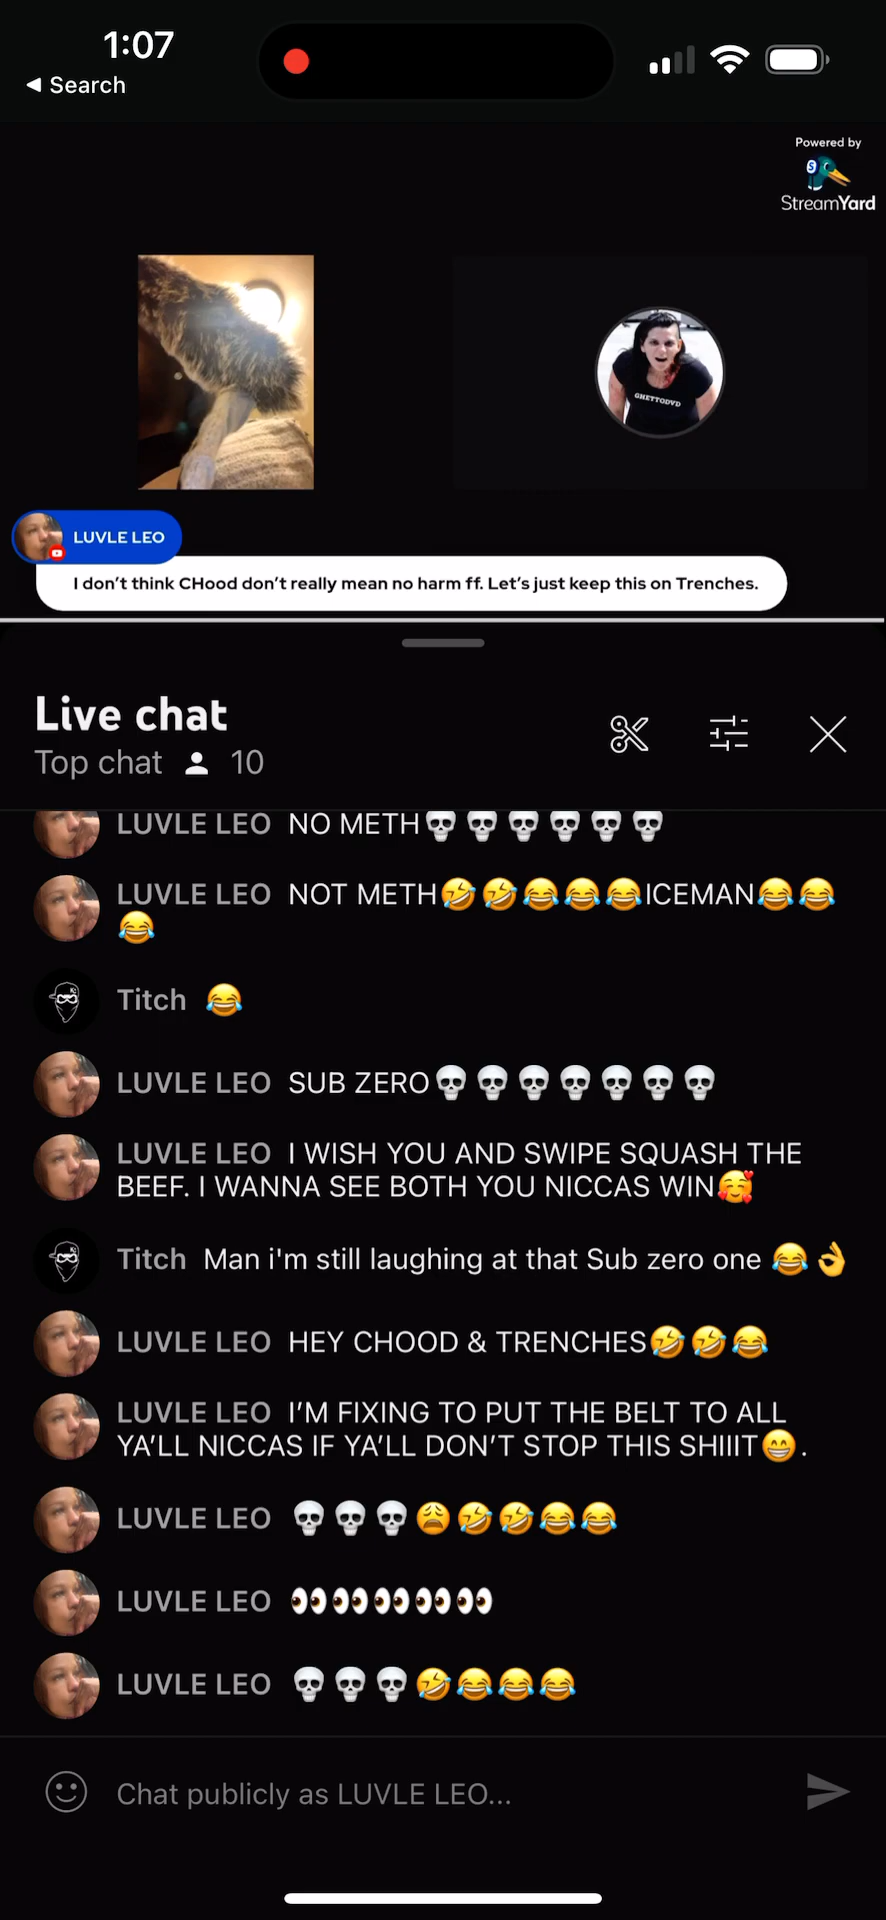 1:07
◀ Search
Powered by
StreamYard
GHETTODVD
LUVLE LEO
I don't think CHood don't really mean no harm ff. Let's just keep this on Trenches.
Live chat
Top chat 10
LUVLE LEO NO METH💀💀💀💀💀💀
LUVLE LEO NOT METH🤣🤣😂😂😂ICEMAN😂😂
😂
Titch 😂
LUVLE LEO SUB ZERO💀💀💀💀💀💀💀
LUVLE LEO I WISH YOU AND SWIPE SQUASH THE
BEEF. I WANNA SEE BOTH YOU NICCAS WIN🥰
Titch Man i'm still laughing at that Sub zero one 😂👌
LUVLE LEO HEY CHOOD & TRENCHES🤣🤣😂
LUVLE LEO I'M FIXING TO PUT THE BELT TO ALL
YA'LL NICCAS IF YA'LL DON'T STOP THIS SHIIIT😁.
LUVLE LEO 💀💀💀😩🤣🤣😂😂
LUVLE LEO 👀👀👀👀👀
LUVLE LEO 💀💀💀🤣😂😂😂
Chat publicly as LUVLE LEO...